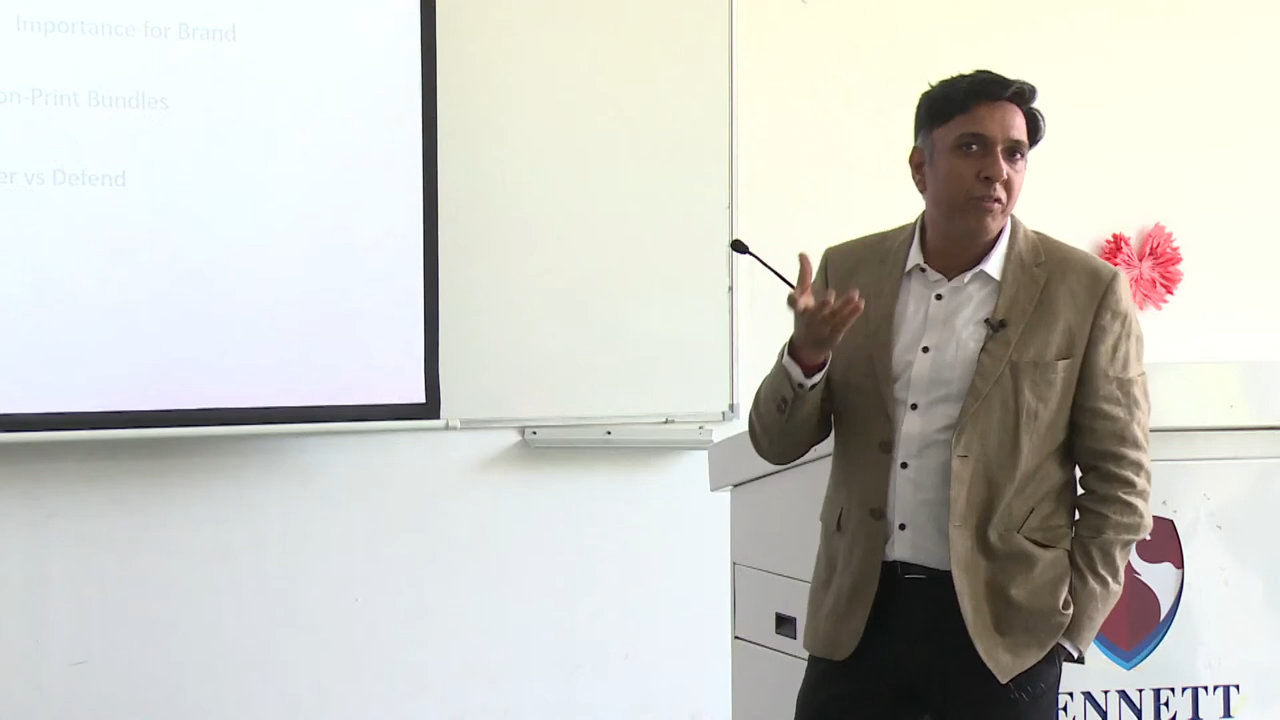 Importance for Brand
on-Print Bundles
er vs Defend
ENNETT